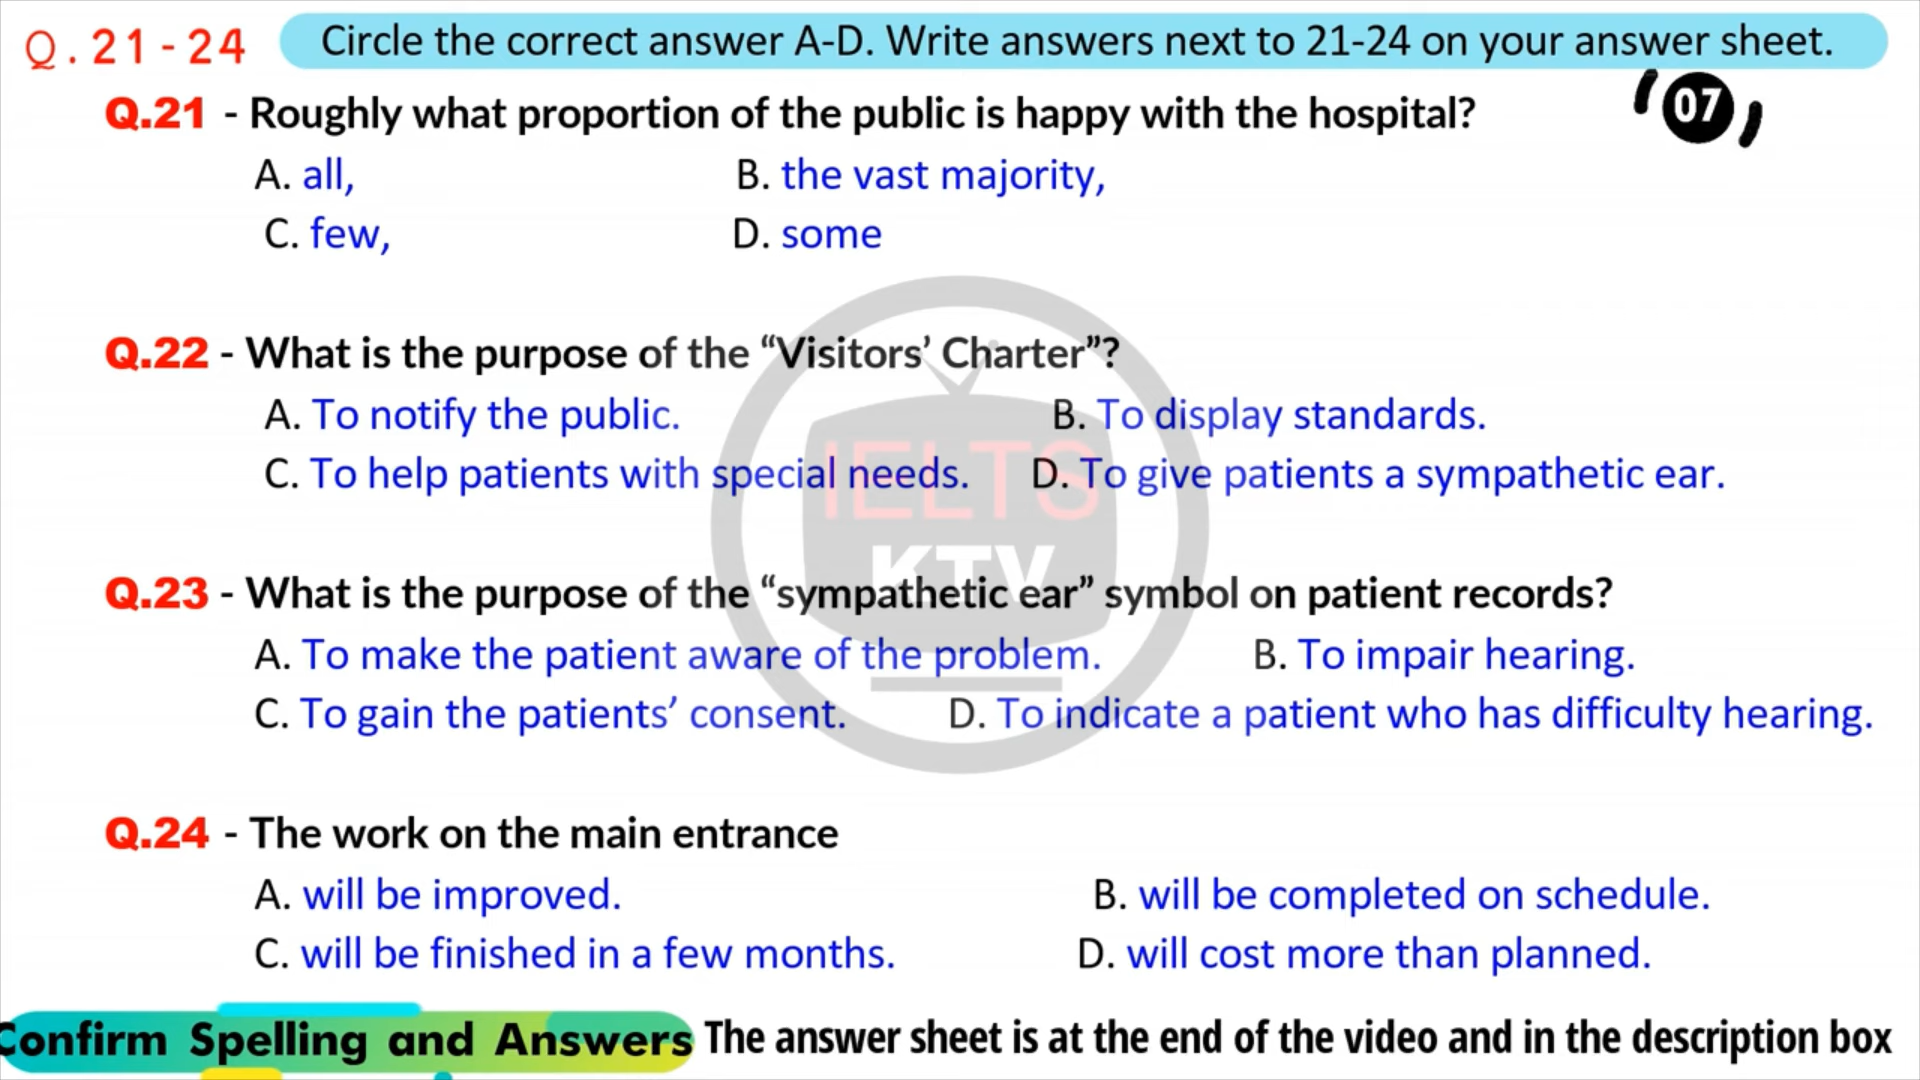 Q.21-24 Circle the correct answer A-D. Write answers next to 21-24 on your answer sheet.
Q.21 - Roughly what proportion of the public is happy with the hospital? 07
A. all, B. the vast majority,
C. few, D. some
Q.22 - What is the purpose of the “Visitors’ Charter”?
A. To notify the public. B. To display standards.
C. To help patients with special needs. D. To give patients a sympathetic ear.
IELTS
KTV
Q.23 - What is the purpose of the “sympathetic ear” symbol on patient records?
A. To make the patient aware of the problem. B. To impair hearing.
C. To gain the patients’ consent. D. To indicate a patient who has difficulty hearing.
Q.24 - The work on the main entrance
A. will be improved. B. will be completed on schedule.
C. will be finished in a few months. D. will cost more than planned.
Confirm Spelling and Answers The answer sheet is at the end of the video and in the description box